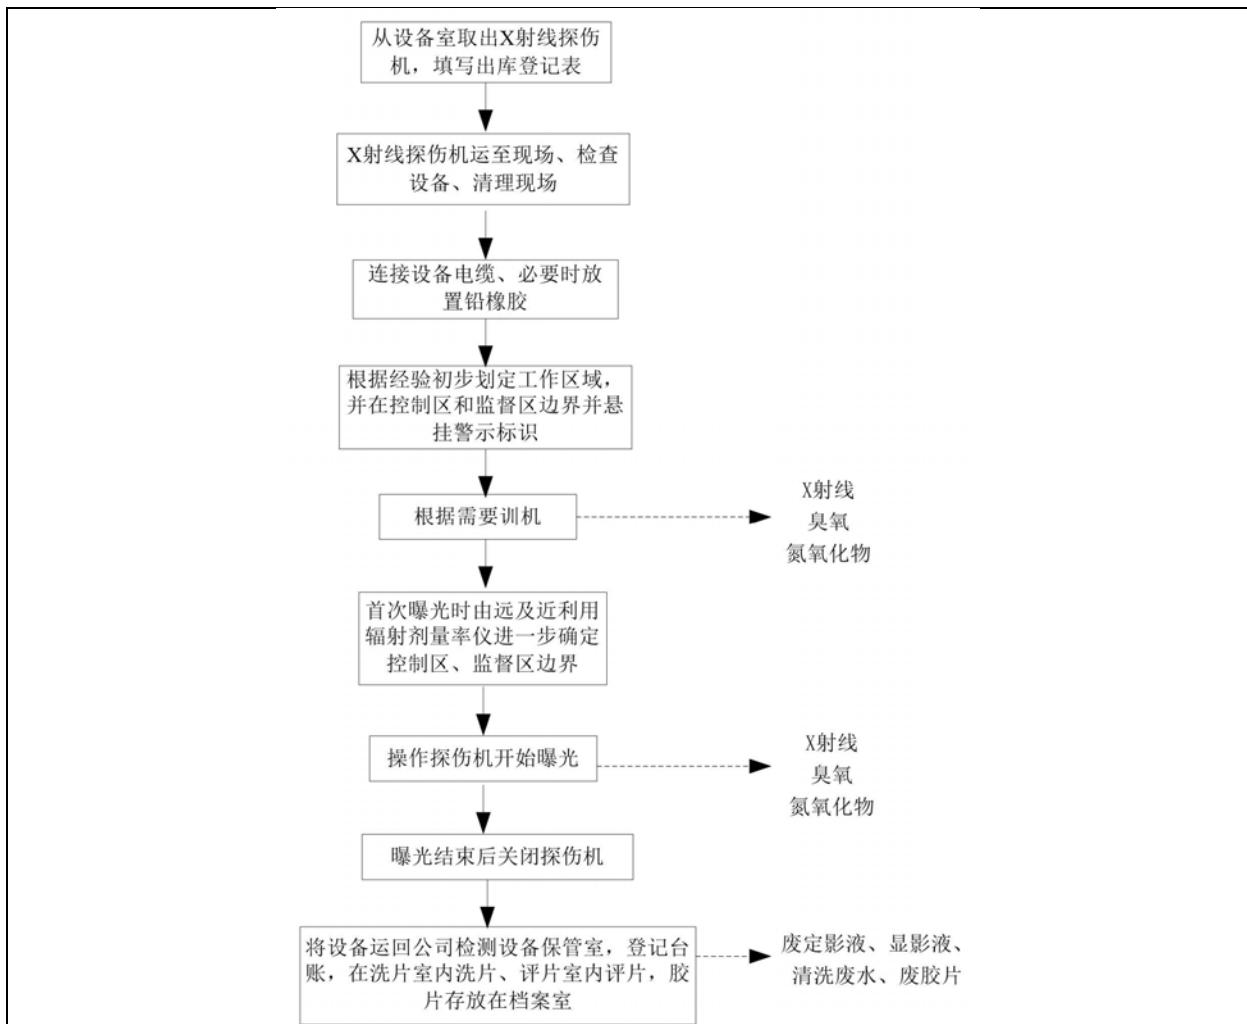 从设备室取出X射线探伤
机，填写出库登记表
X射线探伤机运至现场、检查
设备、清理现场
连接设备电缆、必要时放
置铅橡胶
根据经验初步划定工作区域，
并在控制区和监督区边界并悬
挂警示标识
根据需要训机
X射线
臭氧
氮氧化物
首次曝光时由远及近利用
辐射剂量率仪进一步确定
控制区、监督区边界
操作探伤机开始曝光
X射线
臭氧
氮氧化物
曝光结束后关闭探伤机
将设备运回公司检测设备保管室，登记台
账，在洗片室内洗片、评片室内评片，胶
片存放在档案室
废定影液、显影液、
清洗废水、废胶片